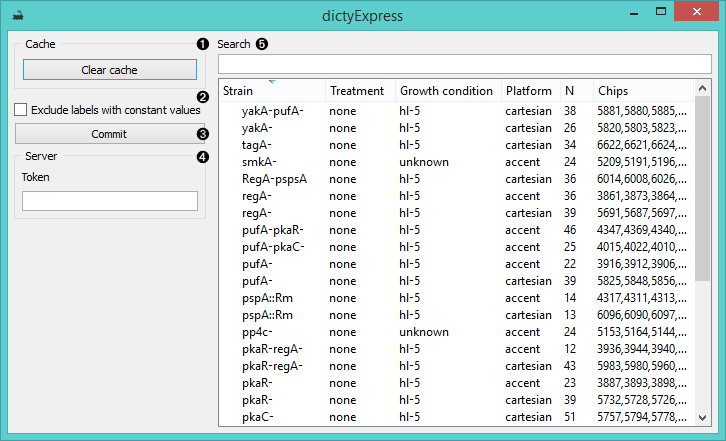 dictyExpress
Cache ❶
Clear cache
❷
Exclude labels with constant values
Commit ❸
Server ❹
Token
Search ❺
Strain Treatment Growth condition Platform N Chips
yakA-pufA- none hl-5 cartesian 38 5881,5880,5885,...
yakA- none hl-5 cartesian 26 5820,5803,5823,...
tagA- none hl-5 cartesian 34 6622,6621,6624,...
smkA- none unknown accent 24 5209,5191,5196,...
RegA-pspsA none hl-5 cartesian 36 6014,6008,6026,...
regA- none hl-5 accent 36 3861,3873,3864,...
regA- none hl-5 cartesian 39 5691,5687,5697,...
pufA-pkaR- none hl-5 accent 46 4347,4369,4340,...
pufA-pkaC- none hl-5 accent 25 4015,4022,4010,...
pufA- none hl-5 accent 22 3916,3912,3906,...
pufA- none hl-5 cartesian 39 5825,5848,5856,...
pspA::Rm none hl-5 accent 14 4317,4311,4313,...
pspA::Rm none hl-5 cartesian 13 6096,6090,6097,...
pp4c- none unknown accent 24 5153,5164,5144,...
pkaR-regA- none hl-5 accent 12 3936,3944,3940,...
pkaR-regA- none hl-5 cartesian 43 5983,5980,5960,...
pkaR- none hl-5 accent 23 3887,3893,3898,...
pkaR- none hl-5 cartesian 39 5732,5728,5726,...
pkaC- none hl-5 cartesian 51 5757,5794,5778,...